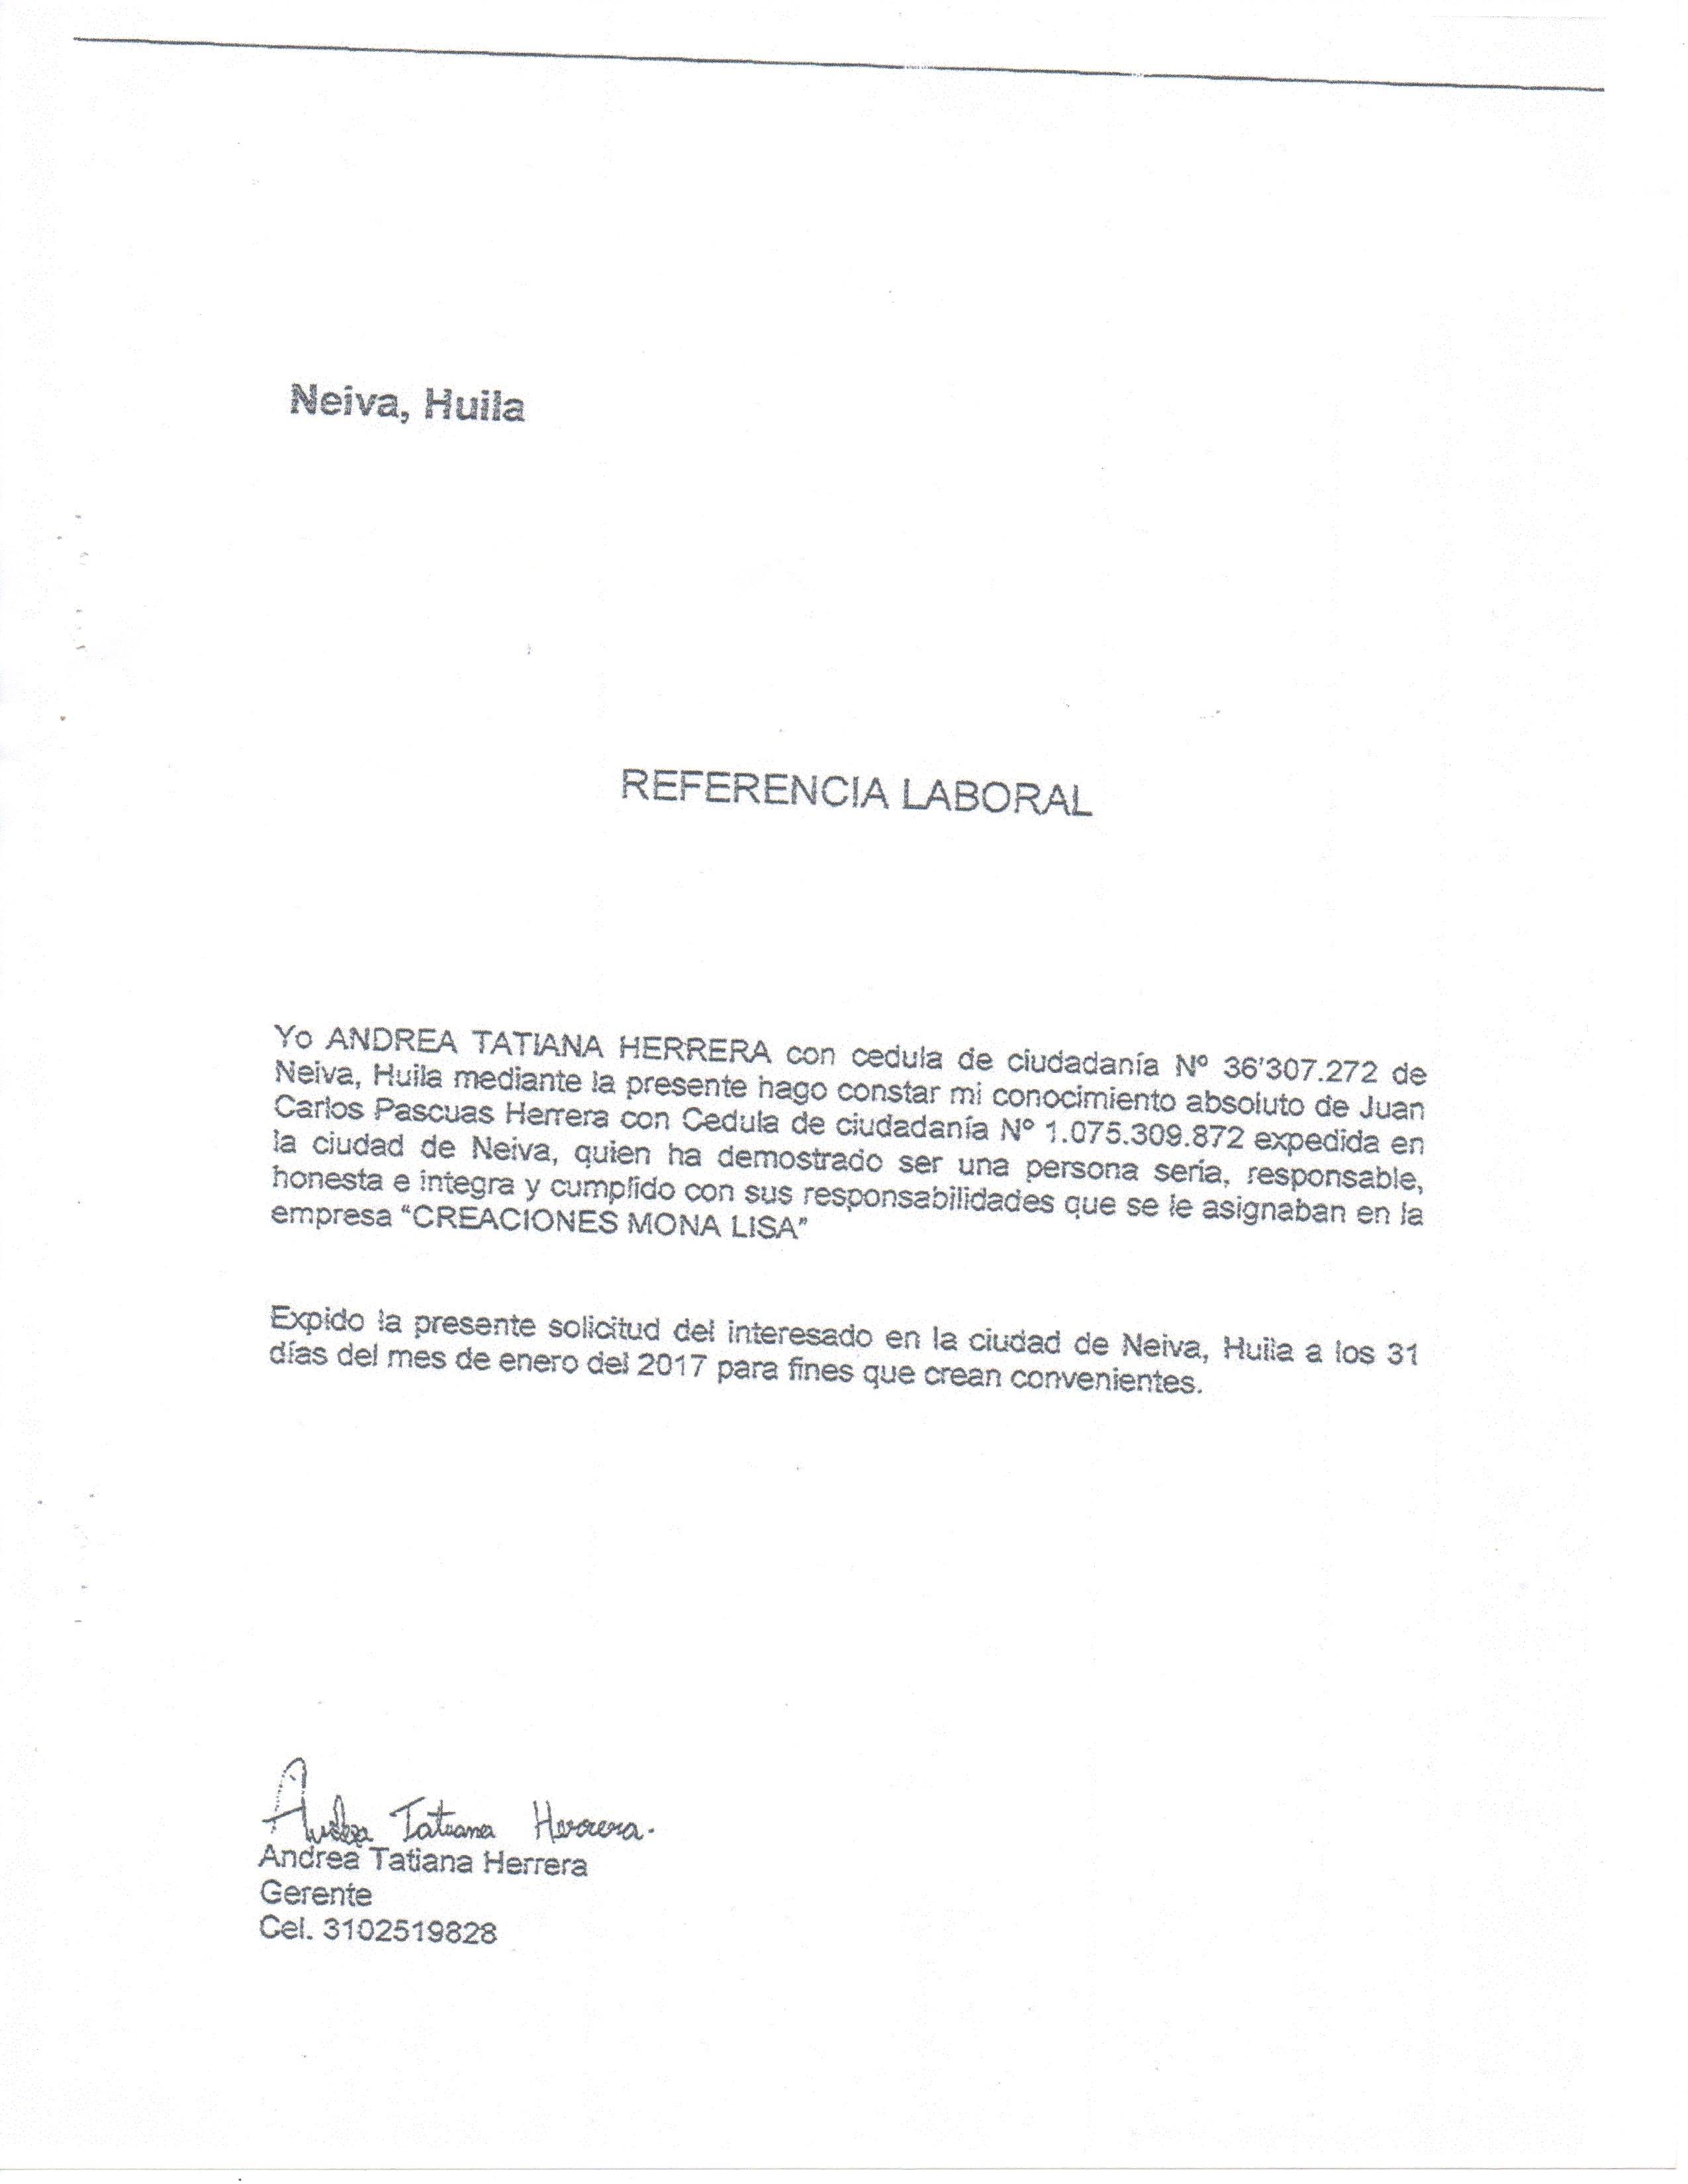 Neiva, Huila
REFERENCIA LABORAL
Yo ANDREA TATIANA HERRERA con cedula de ciudadanía Nº 36'307.272 de
Neiva, Huila mediante la presente hago constar mi conocimiento absoluto de Juan
Carlos Pascuas Herrera con Cedula de ciudadanía Nº 1.075.309.872 expedida en
la ciudad de Neiva, quien ha demostrado ser una persona seria, responsable,
honesta e integra y cumplido con sus responsabilidades que se le asignaban en la
empresa “CREACIONES MONA LISA”
Expido la presente solicitud del interesado en la ciudad de Neiva, Huila a los 31
días del mes de enero del 2017 para fines que crean convenientes.
Andrea Tatiana Herrera.
Andrea Tatiana Herrera
Gerente
Cel. 3102519828